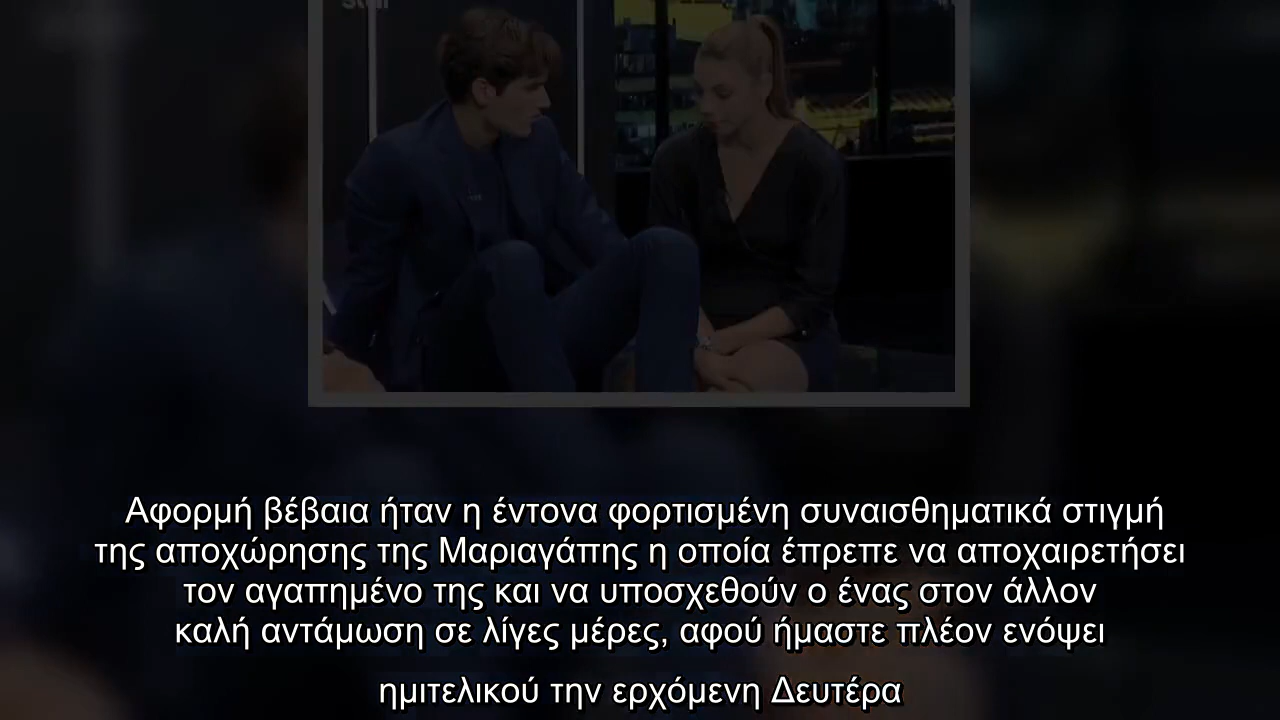 Αφορμή βέβαια ήταν η έντονα φορτισμένη συναισθηματικά στιγμή
της αποχώρησης της Μαριαγάπης η οποία έπρεπε να αποχαιρετήσει
τον αγαπημένο της και να υποσχεθούν ο ένας στον άλλον
καλή αντάμωση σε λίγες μέρες, αφού ήμαστε πλέον ενόψει
ημιτελικού την ερχόμενη Δευτέρα